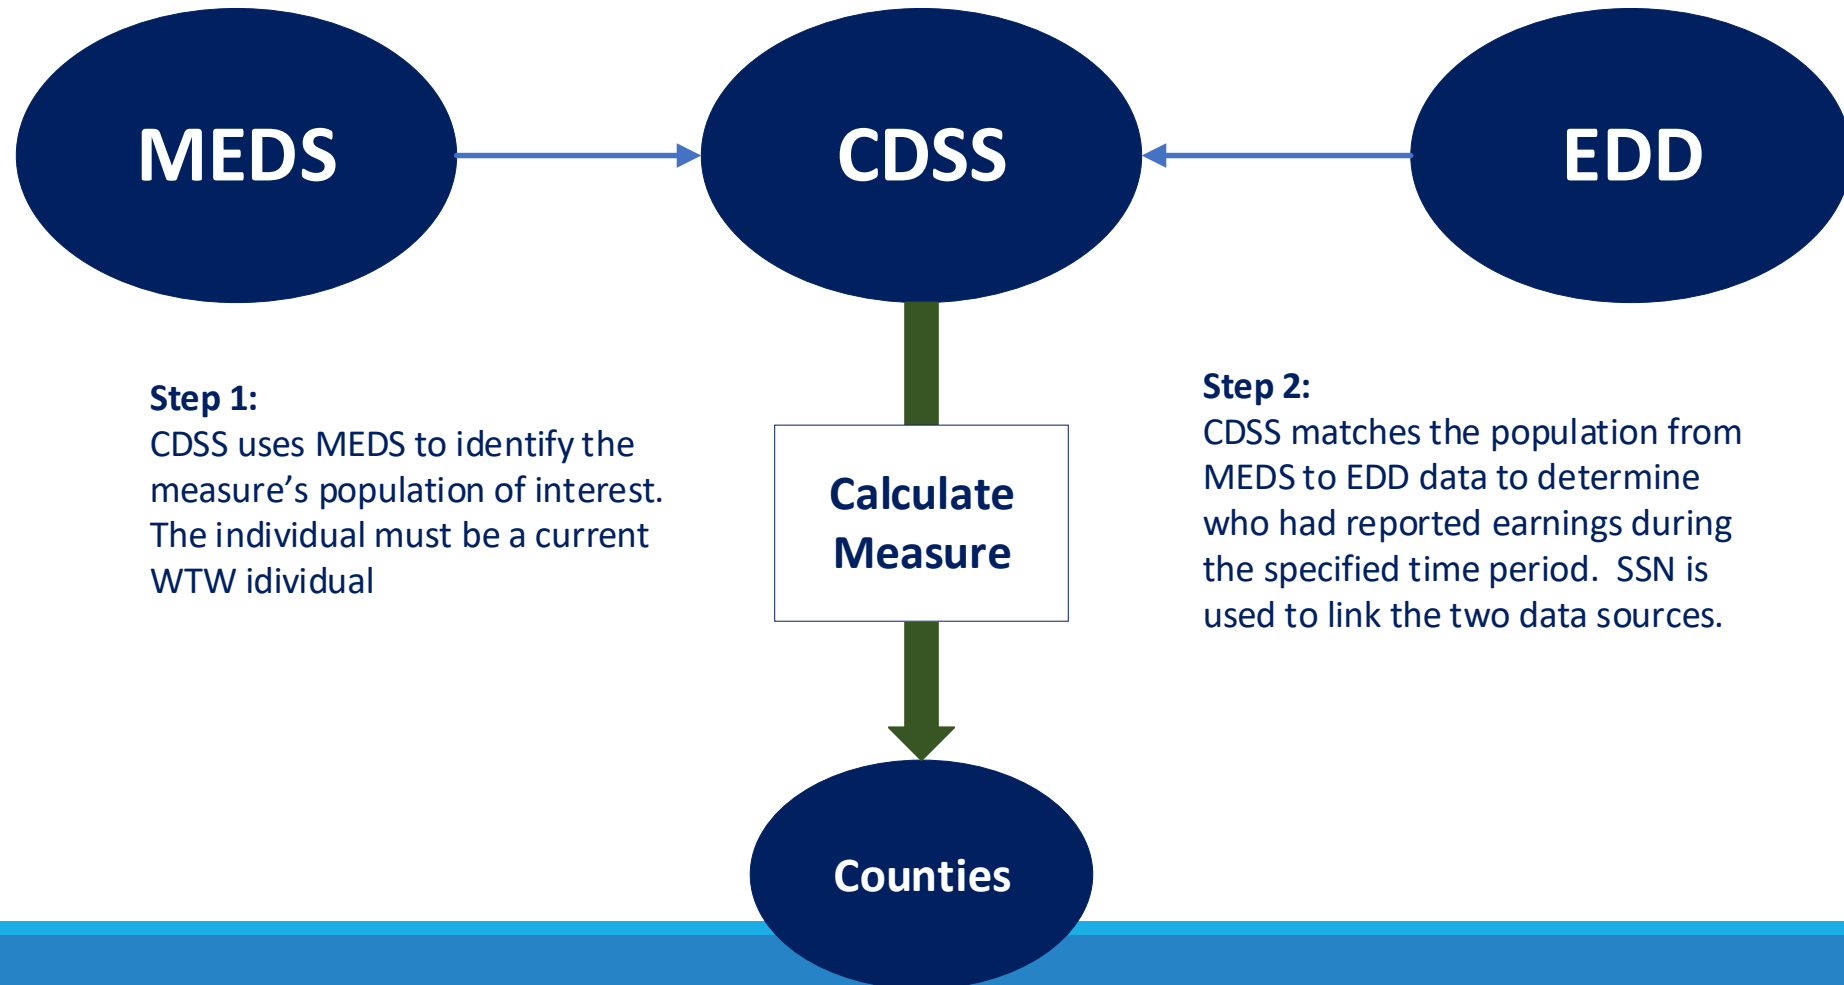 MEDS
CDSS
EDD
Step 1:
CDSS uses MEDS to identify the
measure’s population of interest.
The individual must be a current
WTW idividual
Calculate
Measure
Step 2:
CDSS matches the population from
MEDS to EDD data to determine
who had reported earnings during
the specified time period.  SSN is
used to link the two data sources.
Counties